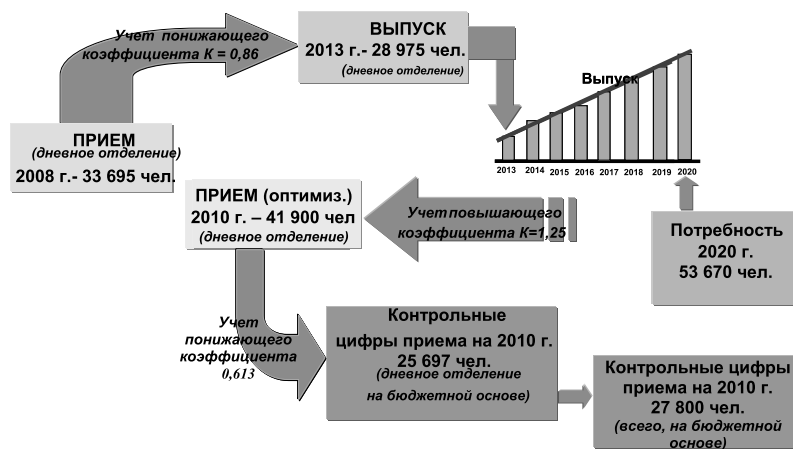 Учет понижающего
коэффициента К = 0,86
ВЫПУСК
2013 г.- 28 975 чел.
(дневное отделение)
Выпуск
2013 2014 2015 2016 2017 2018 2019 2020
ПРИЕМ
(дневное отделение)
2008 г.- 33 695 чел.
ПРИЕМ (оптимиз.)
2010 г. – 41 900 чел
(дневное отделение)
Учет повышающего
коэффициента К=1,25
Потребность
2020 г.
53 670 чел.
Учет
понижающего
коэффициента
0,613
Контрольные
цифры приема на 2010 г.
25 697 чел.
(дневное отделение
на бюджетной основе)
Контрольные цифры
приема на 2010 г.
27 800 чел.
(всего, на бюджетной
основе)